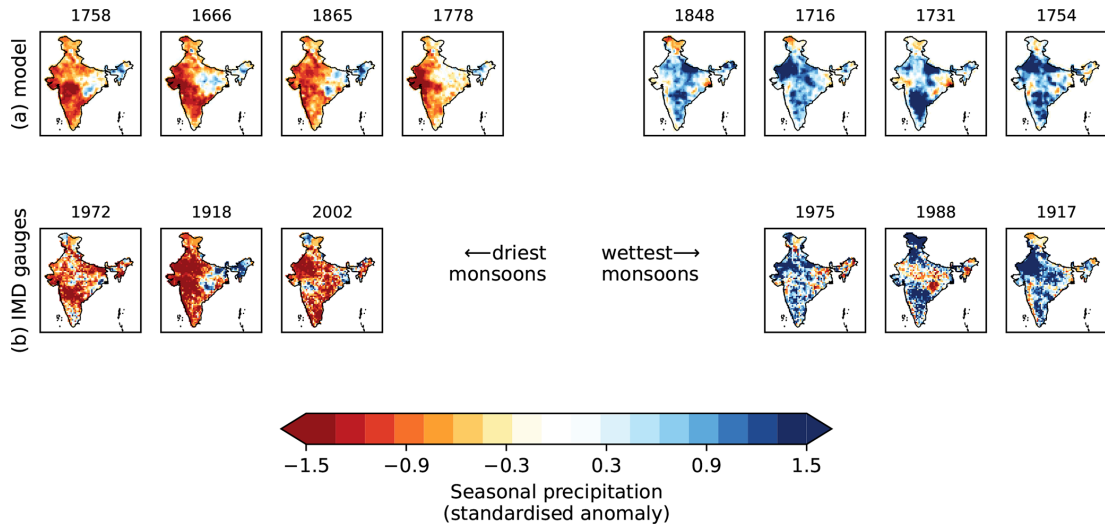 1758 1666 1865 1778 1848 1716 1731 1754
(a) model
1972 1918 2002 1975 1988 1917
(b) IMD gauges
←driest
monsoons
wettest→
monsoons
−1.5 −0.9 −0.3 0.3 0.9 1.5
Seasonal precipitation
(standardised anomaly)